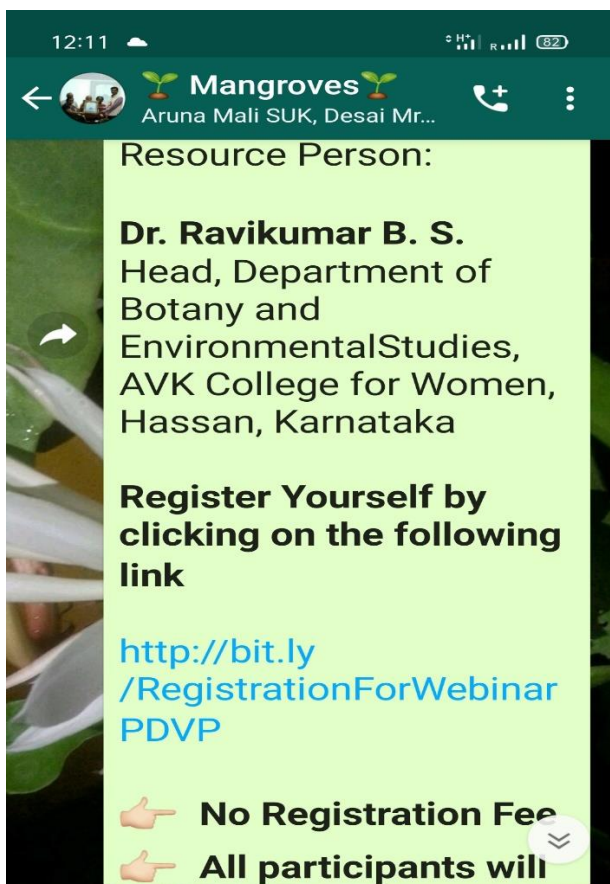 12:11
R 82
🌱 Mangroves🌱
Aruna Mali SUK, Desai Mr...
Resource Person:
Dr. Ravikumar B. S.
Head, Department of
Botany and
EnvironmentalStudies,
AVK College for Women,
Hassan, Karnataka
Register Yourself by
clicking on the following
link
http://bit.ly
/RegistrationForWebinar
PDVP
👉🏻 No Registration Fee
👉🏻 All participants will